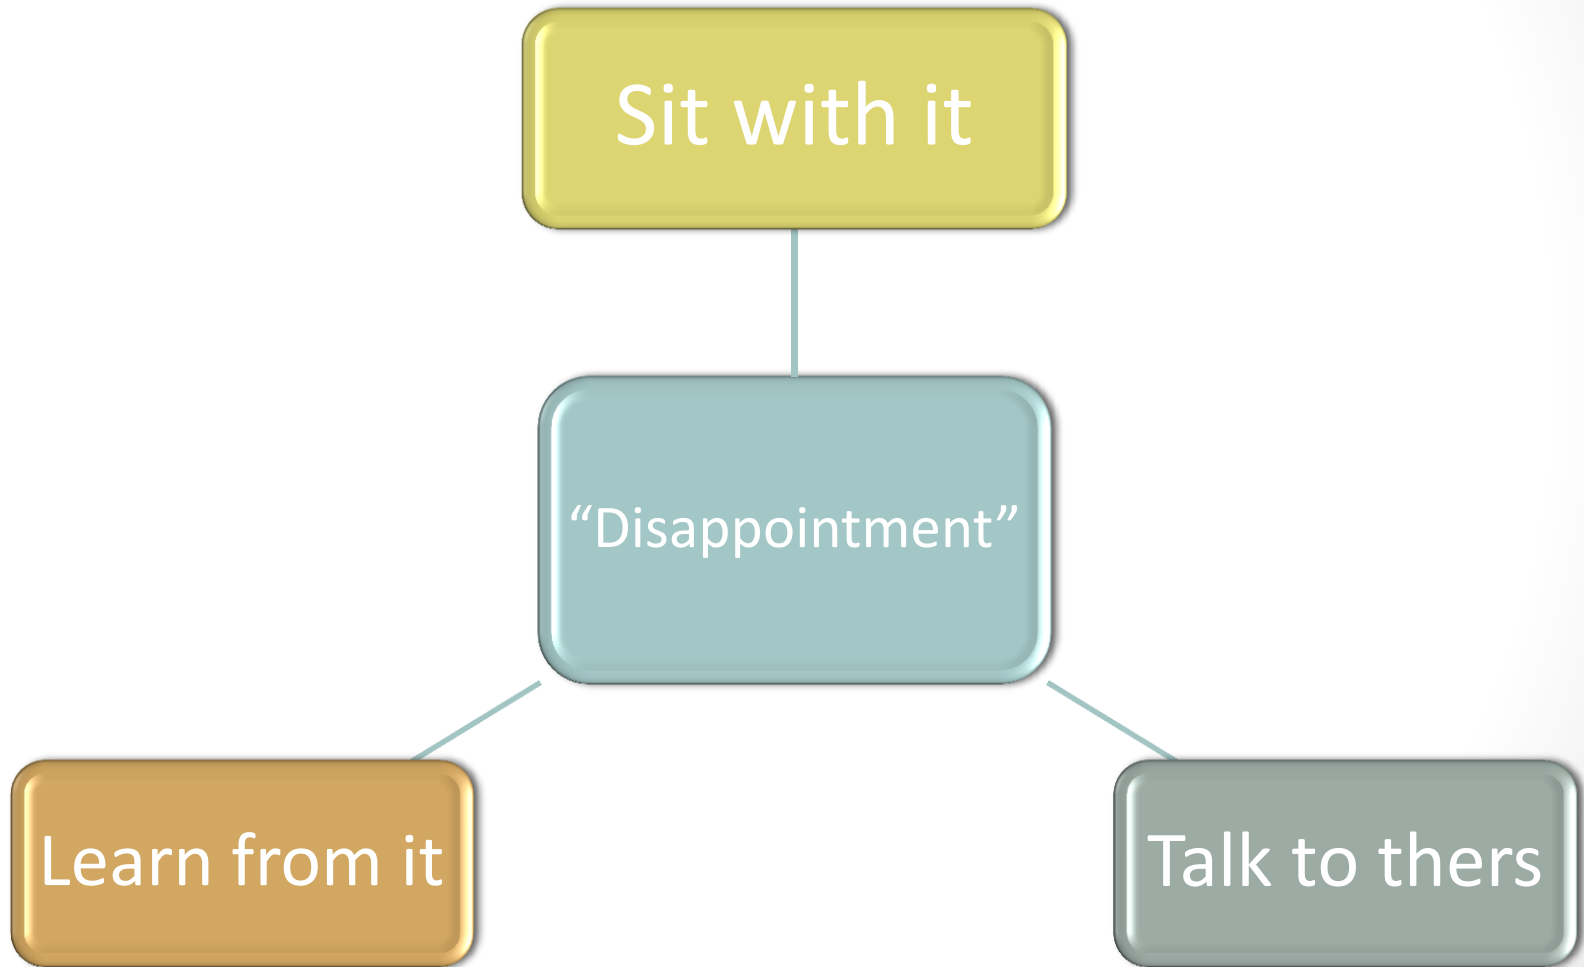 Sit with it
“Disappointment”
Learn from it
Talk to thers